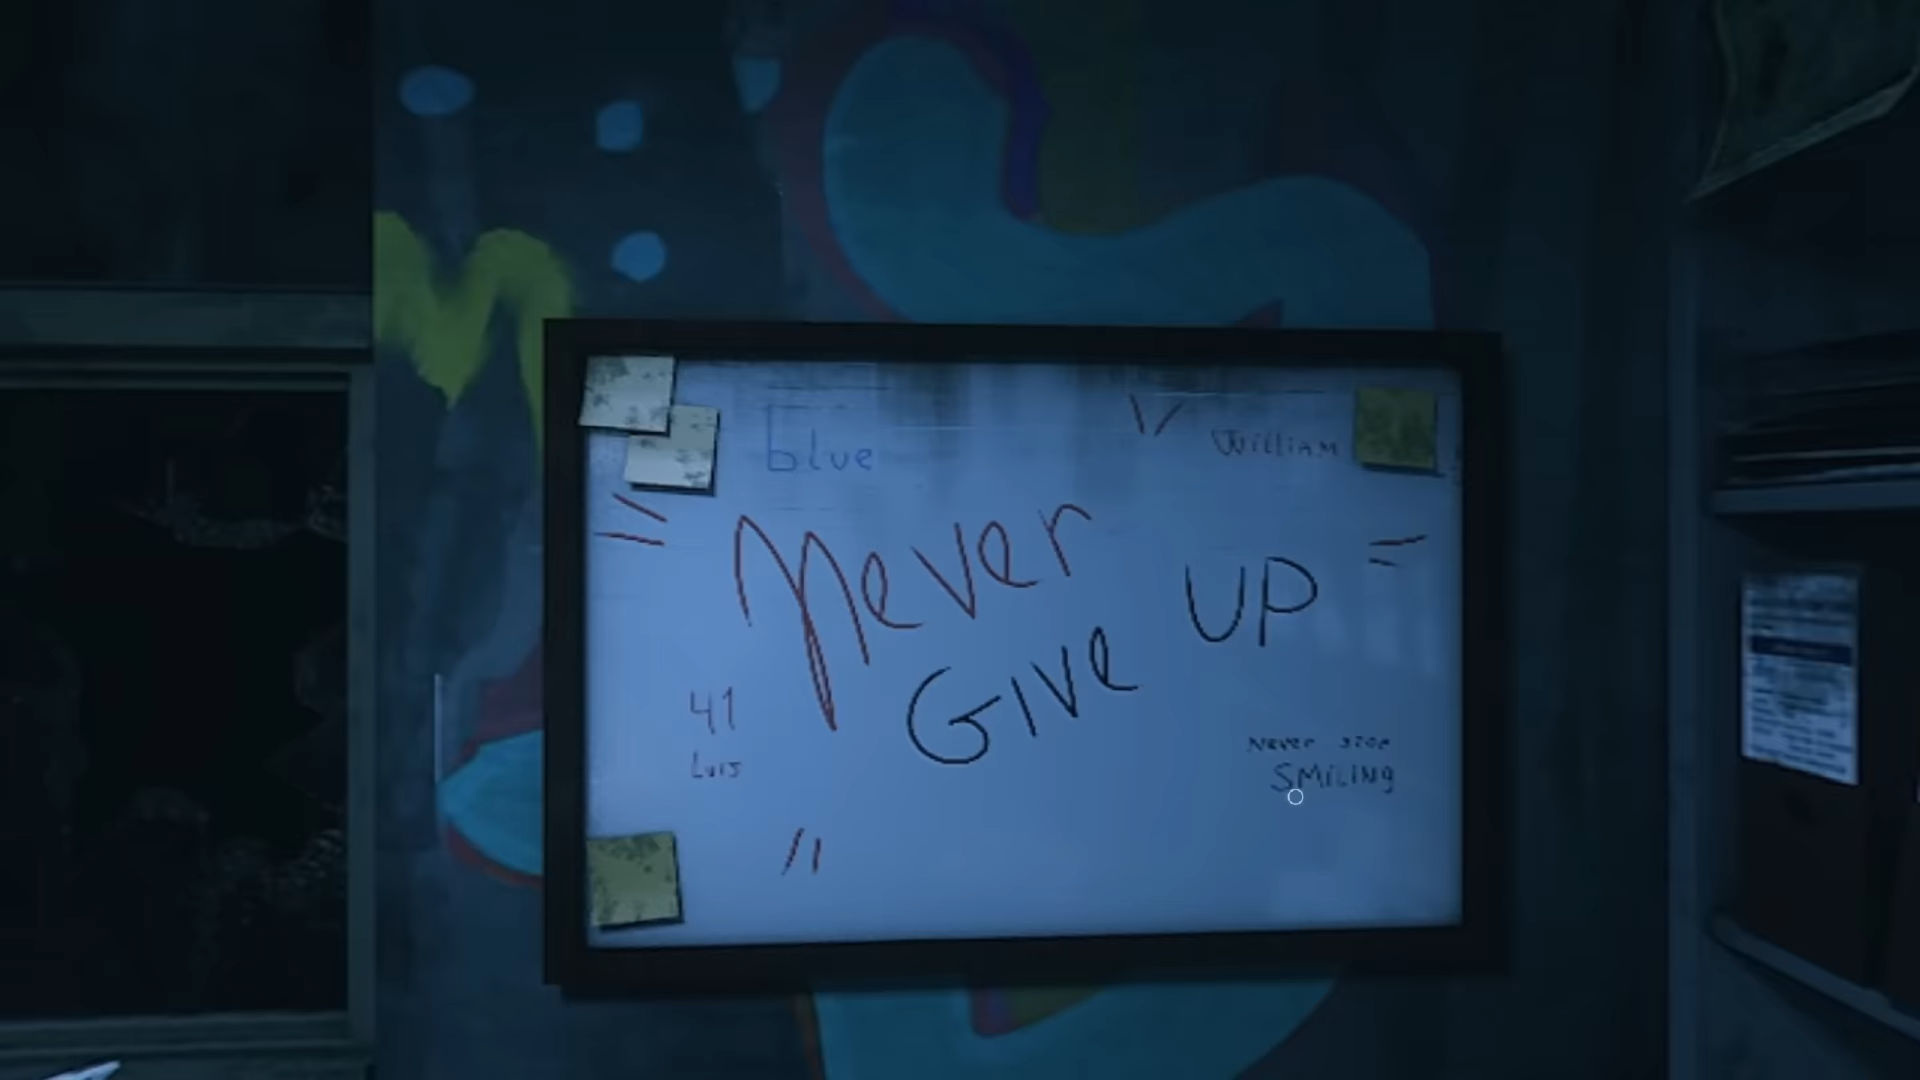 blue
William
Never
Give UP
41
Luis
Never stop
SMiLiNg